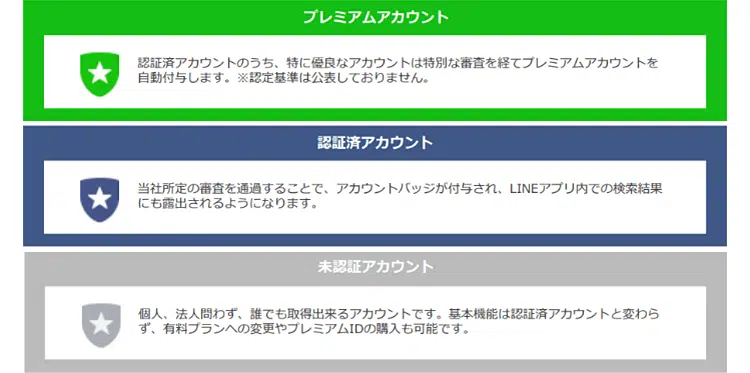 プレミアムアカウント
認証済アカウントのうち、特に優良なアカウントは特別な審査を経てプレミアムアカウントを
自動付与します。※認定基準は公表しておりません。
認証済アカウント
当社所定の審査を通過することで、アカウントバッジが付与され、LINEアプリ内での検索結果
にも露出されるようになります。
未認証アカウント
個人、法人問わず、誰でも取得出来るアカウントです。基本機能は認証済アカウントと変わら
ず、有料プランへの変更やプレミアムIDの購入も可能です。